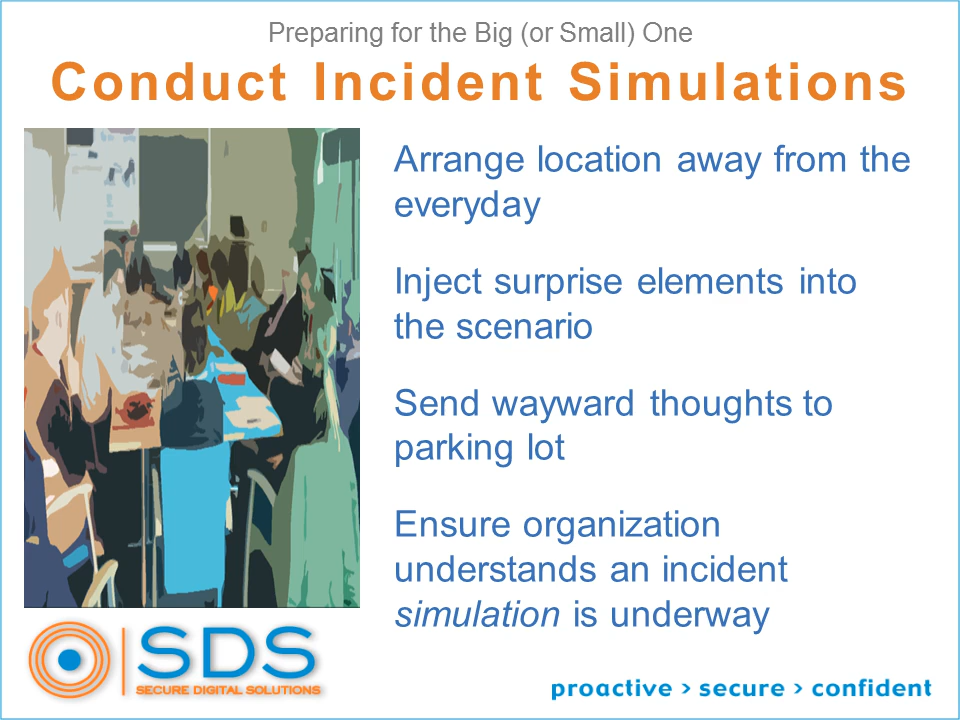 Preparing for the Big (or Small) One
Conduct Incident Simulations
Arrange location away from the
everyday
Inject surprise elements into
the scenario
Send wayward thoughts to
parking lot
Ensure organization
understands an incident
simulation is underway
SDS
SECURE DIGITAL SOLUTIONS
proactive > secure > confident